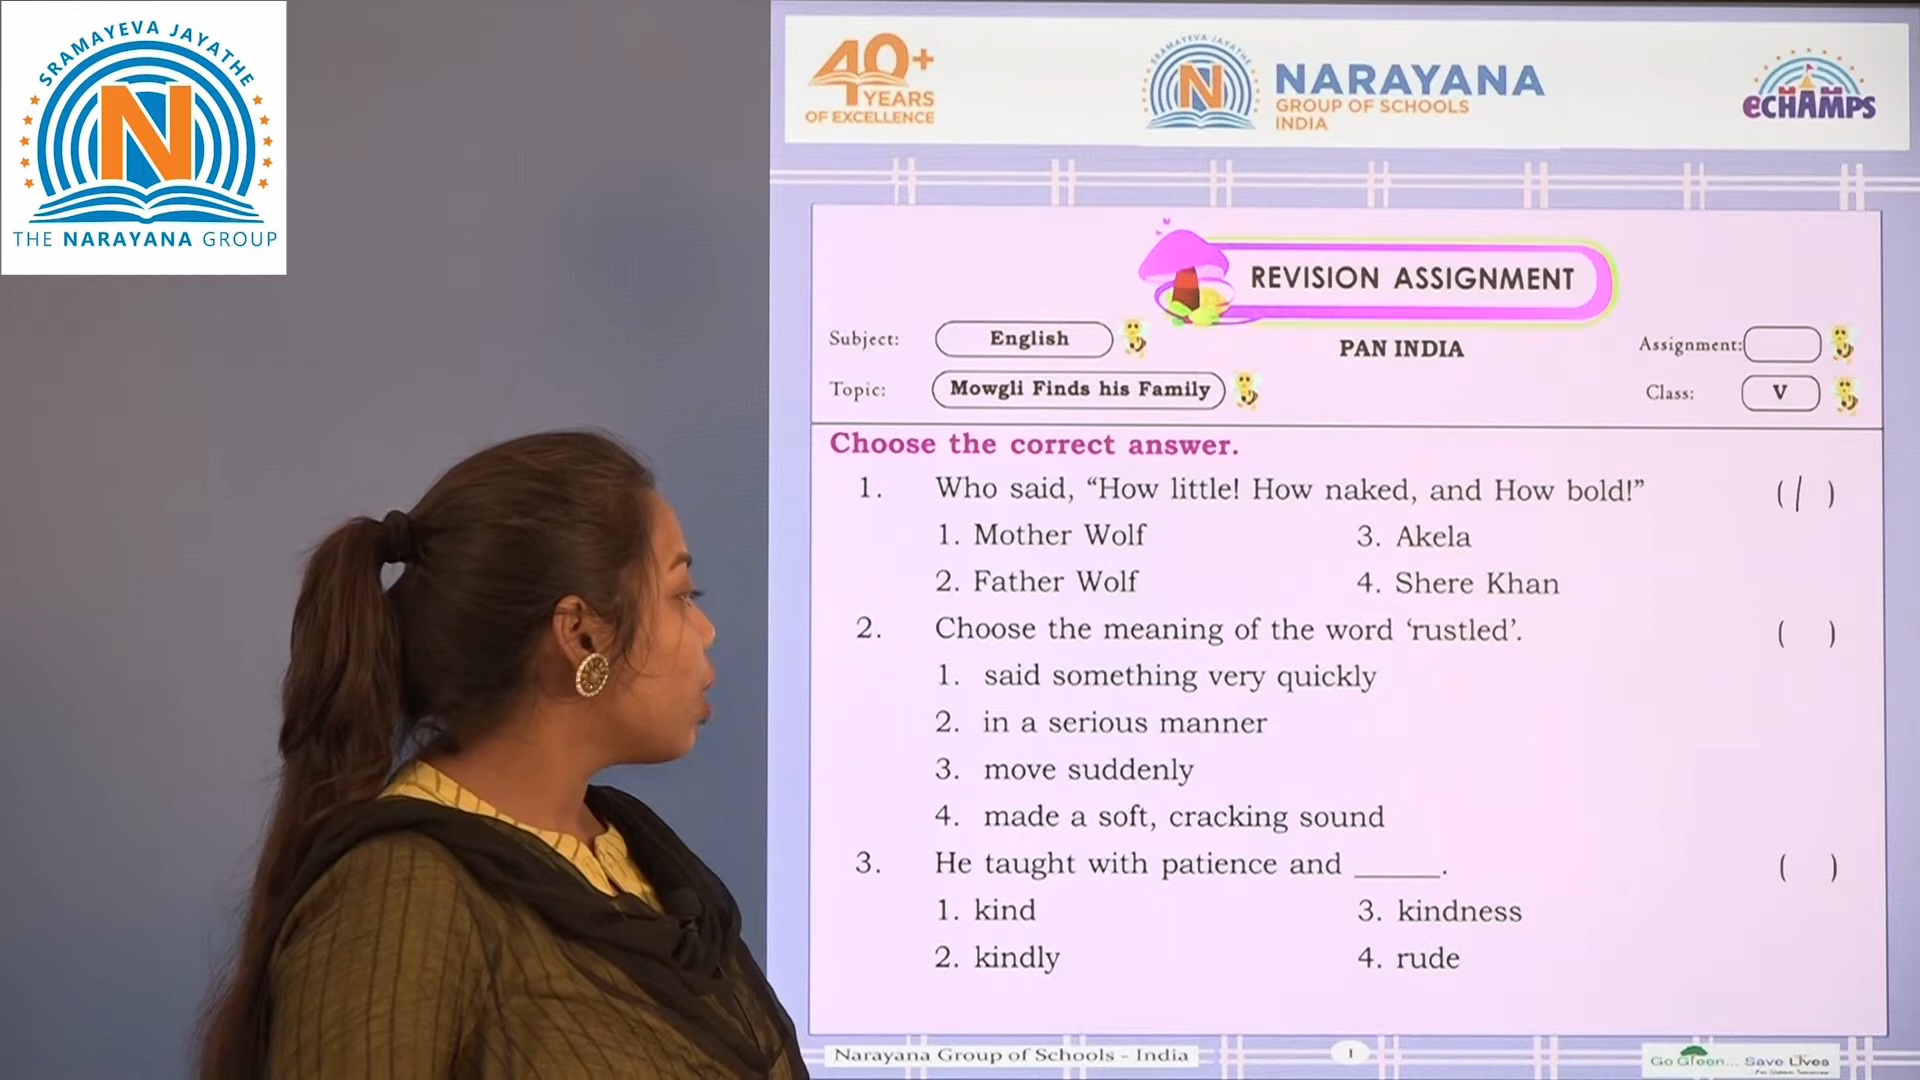 SRAMAYEVA JAYATHE
N
THE NARAYANA GROUP
40+
YEARS
OF EXCELLENCE
SRAMAYEVA JAYATHE
N
NARAYANA
GROUP OF SCHOOLS
INDIA
eCHAMPS
REVISION ASSIGNMENT
Subject: English
PAN INDIA
Assignment:
Topic: Mowgli Finds his Family
Class: V
Choose the correct answer.
1. Who said, “How little! How naked, and How bold!” ( | )
1. Mother Wolf 3. Akela
2. Father Wolf 4. Shere Khan
2. Choose the meaning of the word ‘rustled’. ( )
1. said something very quickly
2. in a serious manner
3. move suddenly
4. made a soft, cracking sound
3. He taught with patience and ______. ( )
1. kind 3. kindness
2. kindly 4. rude
Narayana Group of Schools - India
1
Go Green... Save Lives